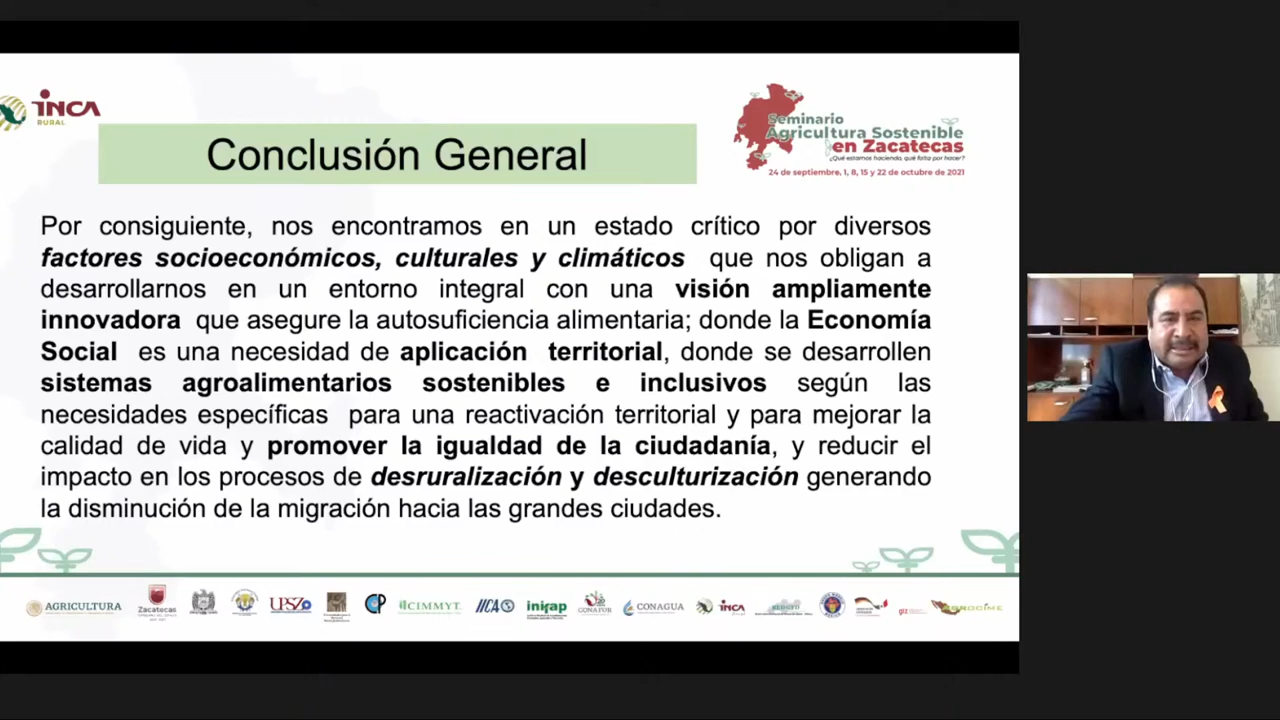 INCA
RURAL
Seminario
Agricultura Sostenible
en Zacatecas
¿Qué estamos haciendo, qué falta por hacer?
24 de septiembre, 1, 8, 15 y 22 de octubre de 2021
Conclusión General
Por consiguiente, nos encontramos en un estado crítico por diversos
factores socioeconómicos, culturales y climáticos que nos obligan a
desarrollarnos en un entorno integral con una visión ampliamente
innovadora que asegure la autosuficiencia alimentaria; donde la Economía
Social es una necesidad de aplicación territorial, donde se desarrollen
sistemas agroalimentarios sostenibles e inclusivos según las
necesidades específicas para una reactivación territorial y para mejorar la
calidad de vida y promover la igualdad de la ciudadanía, y reducir el
impacto en los procesos de desruralización y desculturización generando
la disminución de la migración hacia las grandes ciudades.
AGRICULTURA Zacatecas UPSZ CP CIMMYT IICA inifap CONAFOR CONAGUA INCA giz